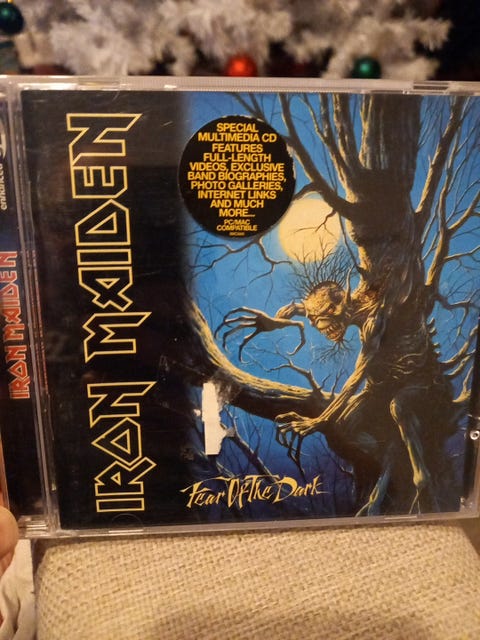 enhanced
IRON MAIDEN
IRON MAIDEN
SPECIAL
MULTIMEDIA CD
FEATURES
FULL-LENGTH
VIDEOS, EXCLUSIVE
BAND BIOGRAPHIES,
PHOTO GALLERIES,
INTERNET LINKS
AND MUCH
MORE...
PC/MAC
COMPATIBLE
Fear Of The Dark